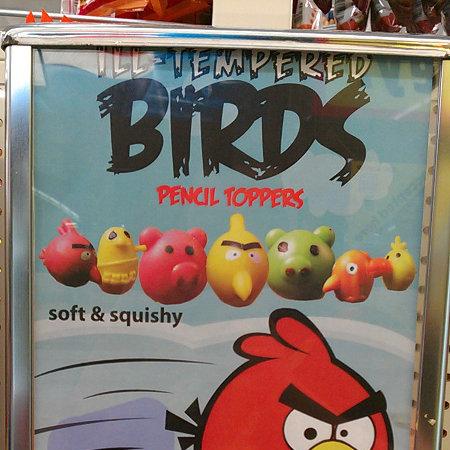 ILL-TEMPERED
BIRDS
PENCIL TOPPERS
soft & squishy